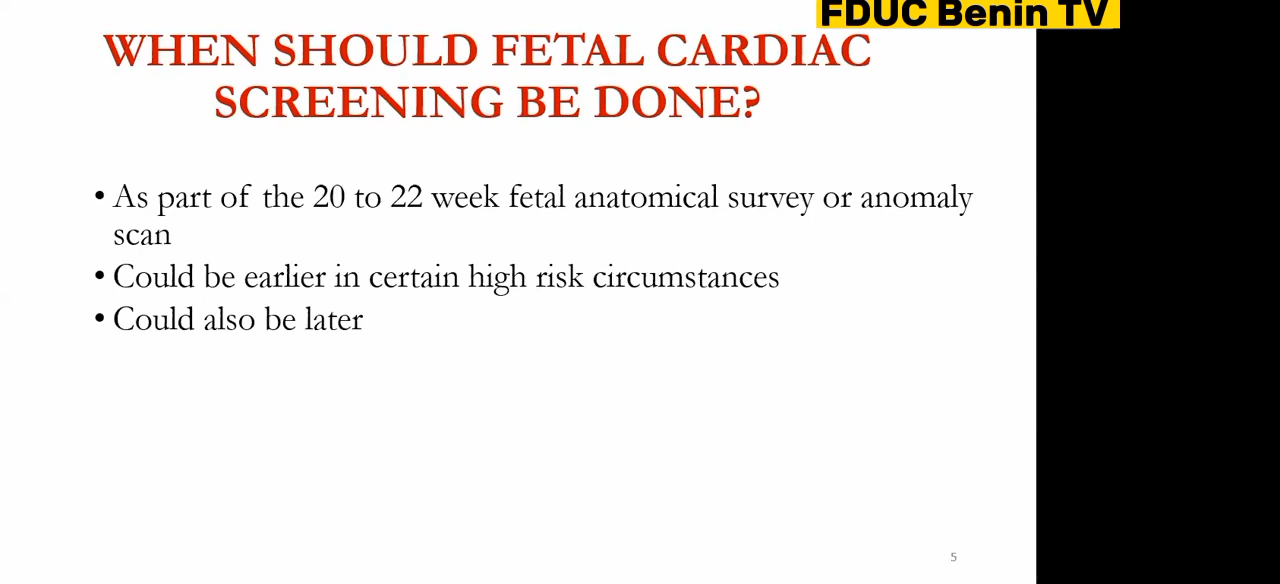 FDUC Benin TV
WHEN SHOULD FETAL CARDIAC
SCREENING BE DONE?
• As part of the 20 to 22 week fetal anatomical survey or anomaly
scan
• Could be earlier in certain high risk circumstances
• Could also be later
5